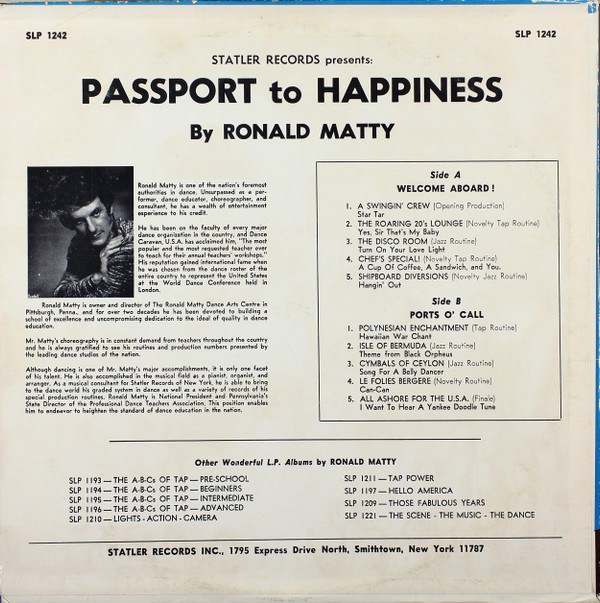 SLP 1242
SLP 1242
STATLER RECORDS presents:
PASSPORT to HAPPINESS
By RONALD MATTY
Ronald Matty is one of the nation's foremost
authorities in dance. Unsurpassed as a per-
former, dance educator, choreographer, and
consultant, he has a wealth of entertainment
experience to his credit.
He has been on the faculty of every major
dance organization in the country, and Dance
Caravan, U.S.A. has acclaimed him, "The most
popular and the most requested teacher ever
to teach for their annual teachers' workshops."
His reputation gained international fame when
he was chosen from the dance roster of the
entire country to represent the United States
at the World Dance Conference held in
London.
Ronald Matty is owner and director of The Ronald Matty Dance Arts Centre in
Pittsburgh, Penna., and for over two decades he has been devoted to building a
school of excellence and uncompromising dedication to the ideal of quality in dance
education.
Mr. Matty's choreography is in constant demand from teachers throughout the country
and he is always gratified to see his routines and production numbers presented by
the leading dance studios of the nation.
Although dancing is one of Mr. Matty's major accomplishments, it is only one facet
of his talent. He is also accomplished in the musical field as a pianist, organist, and
arranger. As a musical consultant for Statler Records of New York, he is able to bring
to the dance world his graded system in dance as well as a variety of records of his
special production routines. Ronald Matty is National President and Pennsylvania's
State Director of the Professional Dance Teachers Association. This position enables
him to endeavor to heighten the standard of dance education in the nation.
Side A
WELCOME ABOARD!
1. A SWINGIN' CREW (Opening Production)
Star Tar
2. THE ROARING 20's LOUNGE (Novelty Tap Routine)
Yes, Sir That's My Baby
3. THE DISCO ROOM (Jazz Routine)
Turn On Your Love Light
4. CHEF'S SPECIAL! (Novelty Tap Routine)
A Cup Of Coffee, A Sandwich, and You.
5. SHIPBOARD DIVERSIONS (Novelty Jazz Routine)
Hangin' Out
Side B
PORTS O' CALL
1. POLYNESIAN ENCHANTMENT (Tap Routine)
Hawaiian War Chant
2. ISLE OF BERMUDA (Jazz Routine)
Theme from Black Orpheus
3. CYMBALS OF CEYLON (Jazz Routine)
Song For A Belly Dancer
4. LE FOLIES BERGERE (Novelty Routine)
Can-Can
5. ALL ASHORE FOR THE U.S.A. (Finale)
I Want To Hear A Yankee Doodle Tune
Other Wonderful L.P. Albums by RONALD MATTY
SLP 1193 — THE A-B-Cs OF TAP — PRE-SCHOOL
SLP 1194 — THE A-B-Cs OF TAP — BEGINNERS
SLP 1195 — THE A-B-Cs OF TAP — INTERMEDIATE
SLP 1196 — THE A-B-Cs OF TAP — ADVANCED
SLP 1210 — LIGHTS - ACTION - CAMERA
SLP 1211 — TAP POWER
SLP 1197 — HELLO AMERICA
SLP 1209 — THOSE FABULOUS YEARS
SLP 1221 — THE SCENE - THE MUSIC - THE DANCE
STATLER RECORDS INC., 1795 Express Drive North, Smithtown, New York 11787